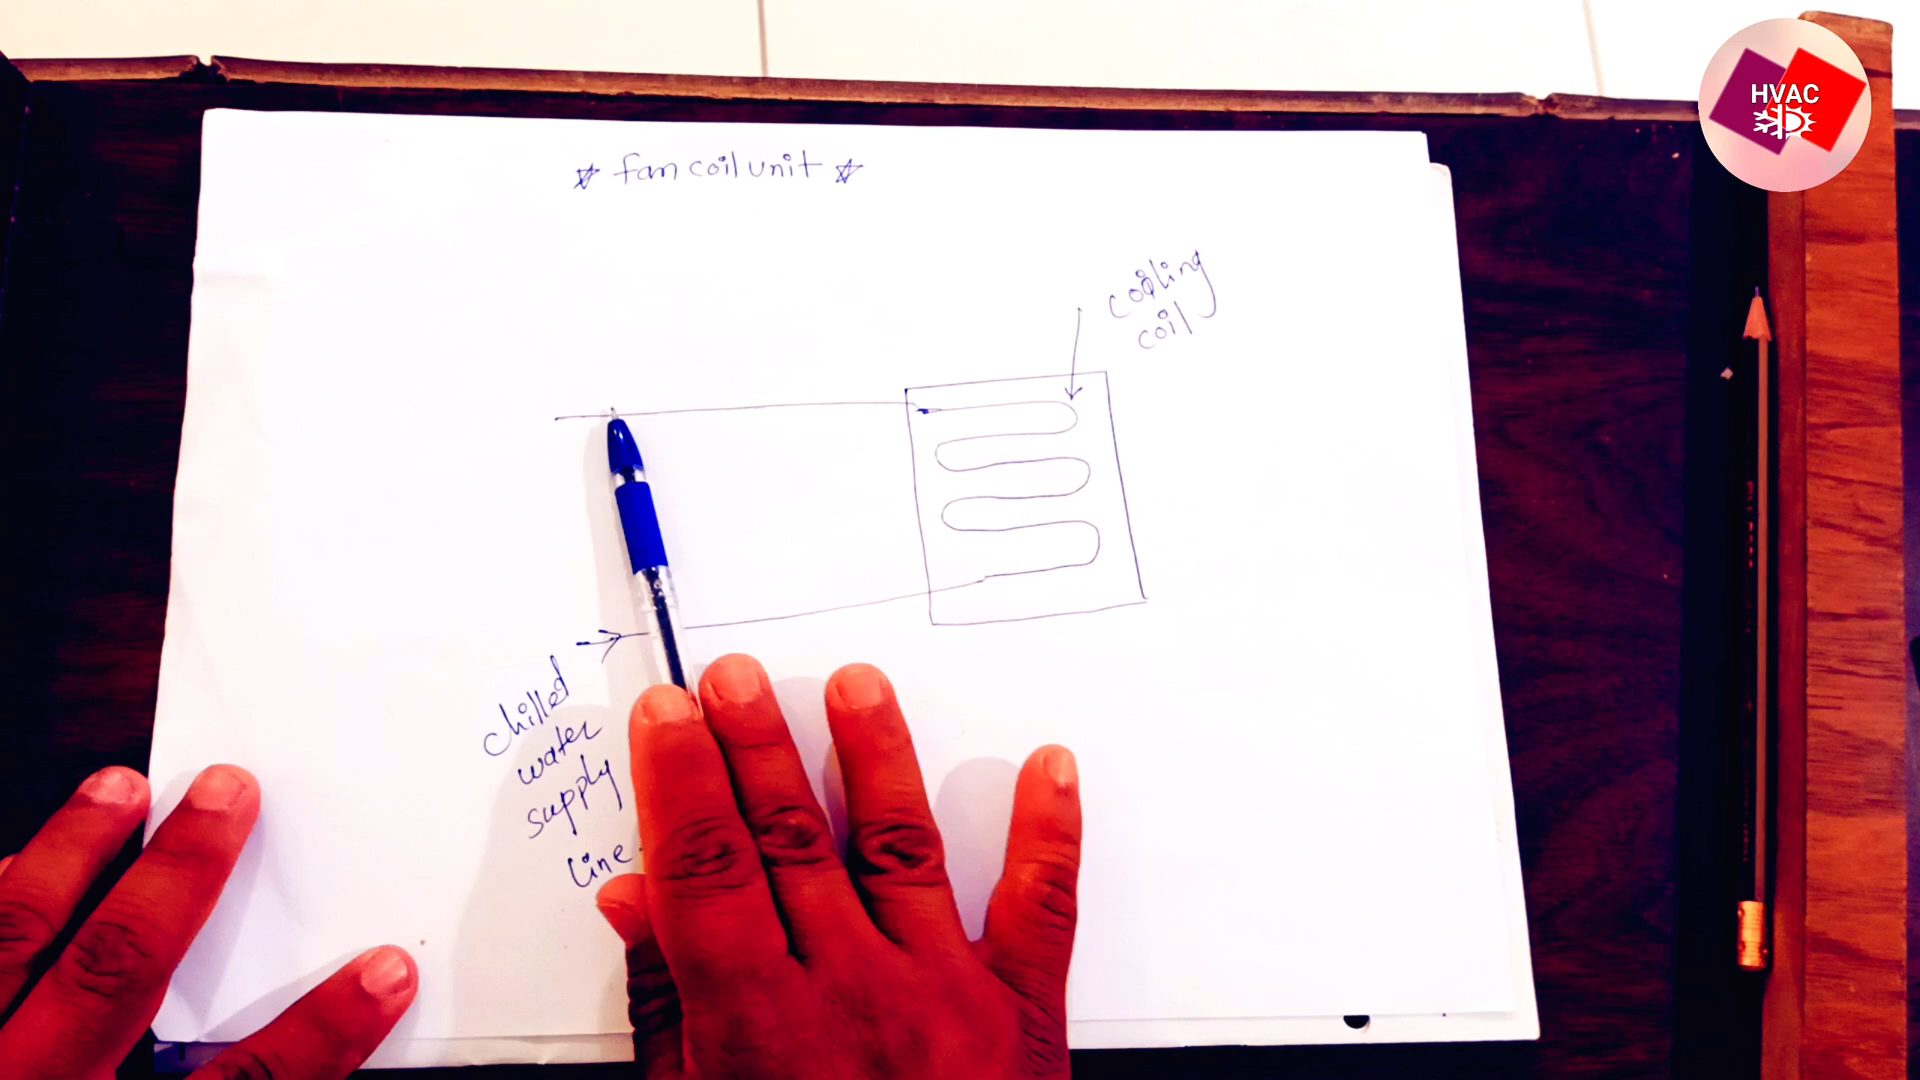 HVAC
☆ fan coil unit ☆
cooling
coil
chilled
water
supply
line